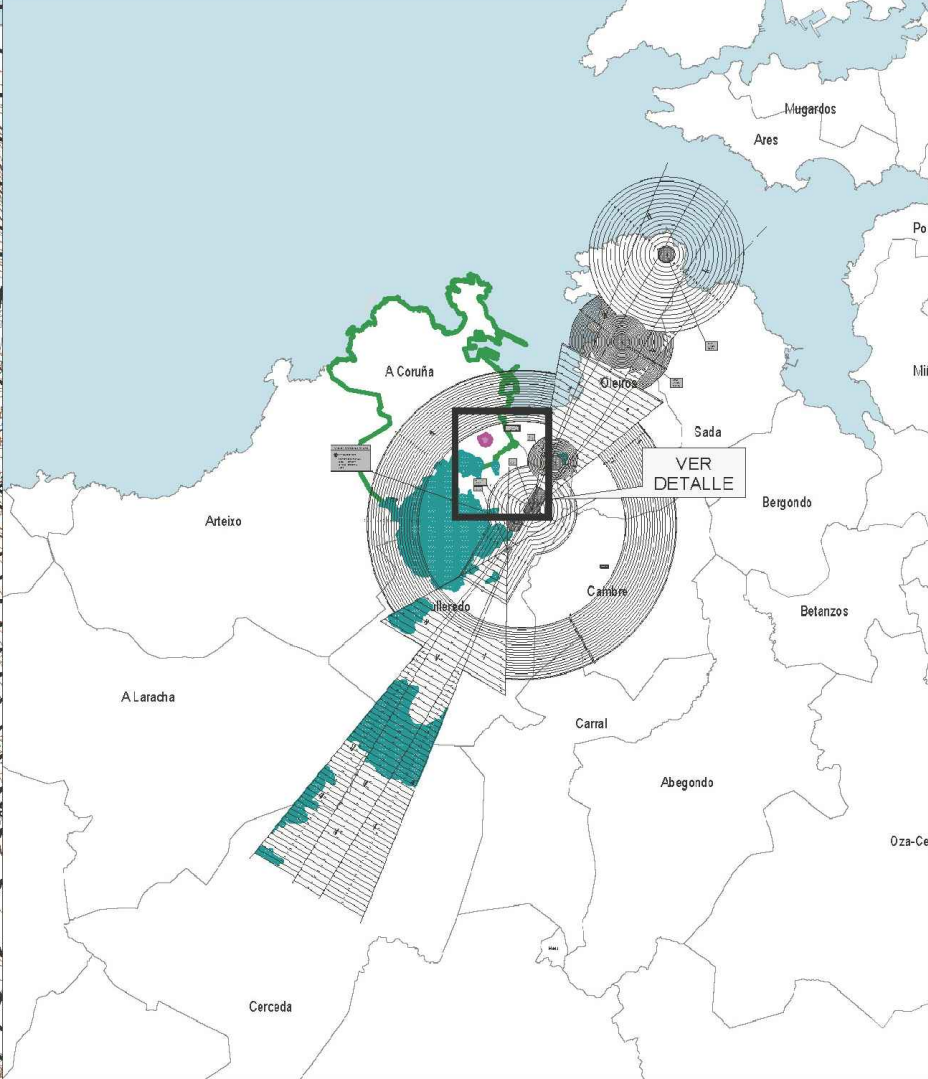 Mugardos
Ares
Po
A Coruña
Oleiros
Mi
Sada
VER
DETALLE
Bergondo
Arteixo
Cambre
ulleredo
Betanzos
A Laracha
Carral
Abegondo
Oza-Ce
Cerceda